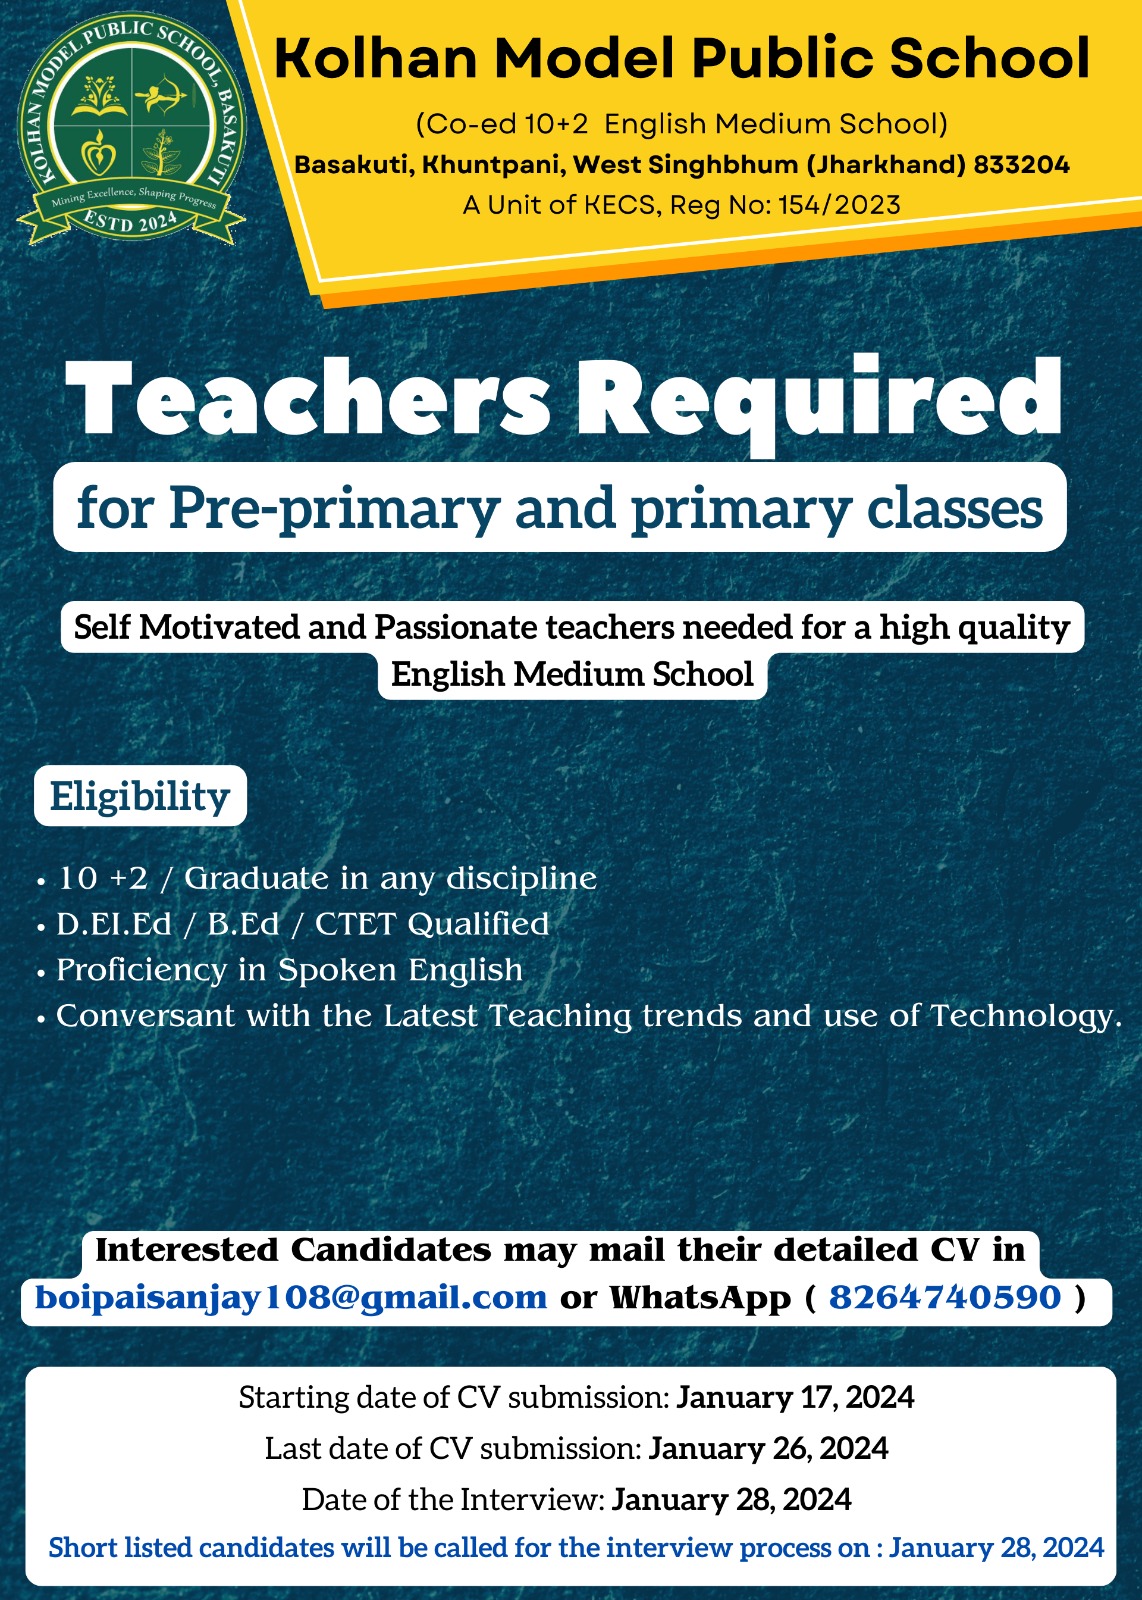 KOLHAN MODEL PUBLIC SCHOOL, BASAKUTI
Mining Excellence, Shaping Progress
ESTD 2024
Kolhan Model Public School
(Co-ed 10+2 English Medium School)
Basakuti, Khuntpani, West Singhbhum (Jharkhand) 833204
A Unit of KECS, Reg No: 154/2023
Teachers Required
for Pre-primary and primary classes
Self Motivated and Passionate teachers needed for a high quality
English Medium School
Eligibility
• 10 +2 / Graduate in any discipline
• D.EI.Ed / B.Ed / CTET Qualified
• Proficiency in Spoken English
• Conversant with the Latest Teaching trends and use of Technology.
Interested Candidates may mail their detailed CV in
boipaisanjay108@gmail.com or WhatsApp ( 8264740590 )
Starting date of CV submission: January 17, 2024
Last date of CV submission: January 26, 2024
Date of the Interview: January 28, 2024
Short listed candidates will be called for the interview process on : January 28, 2024